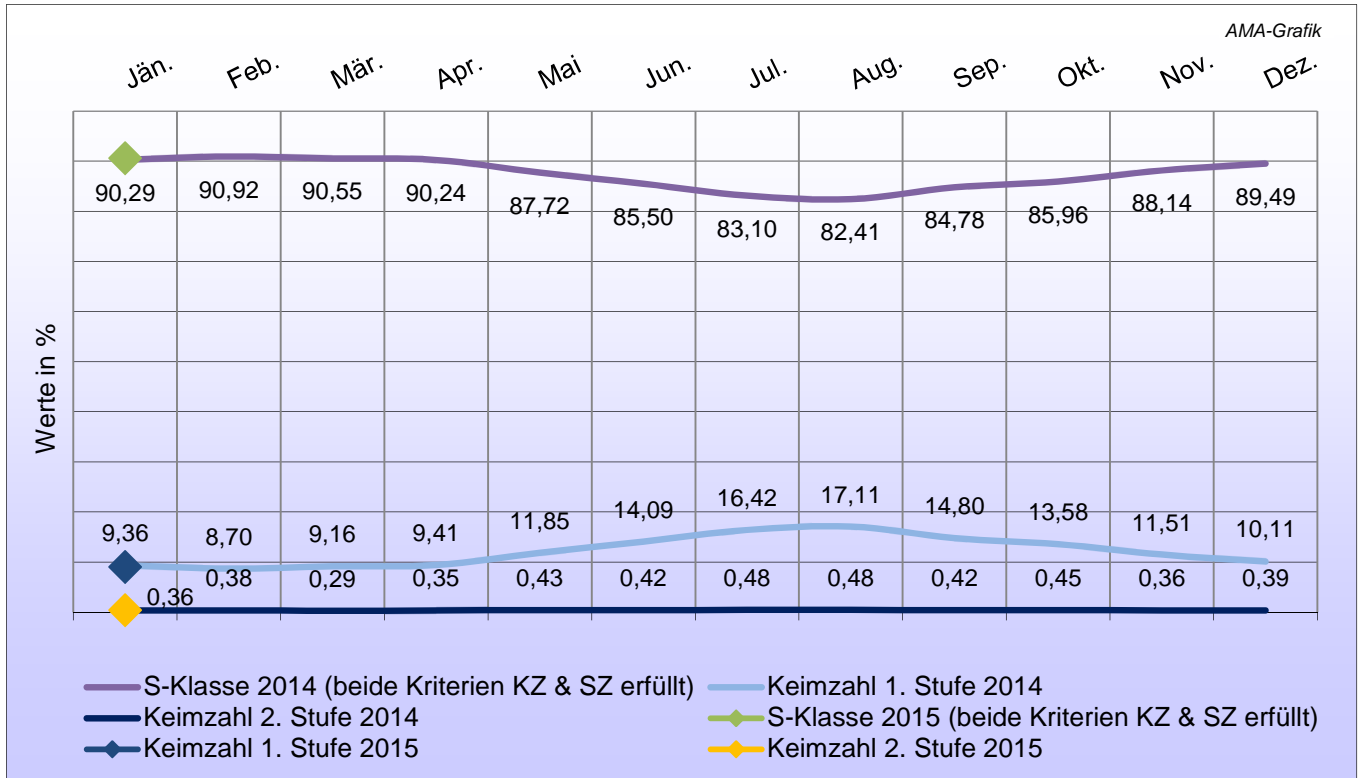 AMA-Grafik
Jän. Feb. Mär. Apr. Mai Jun. Jul. Aug. Sep. Okt. Nov. Dez.
Werte in %
90,29 90,92 90,55 90,24 87,72 85,50 83,10 82,41 84,78 85,96 88,14 89,49
9,36 8,70 9,16 9,41 11,85 14,09 16,42 17,11 14,80 13,58 11,51 10,11
0,36 0,38 0,29 0,35 0,43 0,42 0,48 0,48 0,42 0,45 0,36 0,39
S-Klasse 2014 (beide Kriterien KZ & SZ erfüllt) Keimzahl 1. Stufe 2014
Keimzahl 2. Stufe 2014 S-Klasse 2015 (beide Kriterien KZ & SZ erfüllt)
Keimzahl 1. Stufe 2015 Keimzahl 2. Stufe 2015